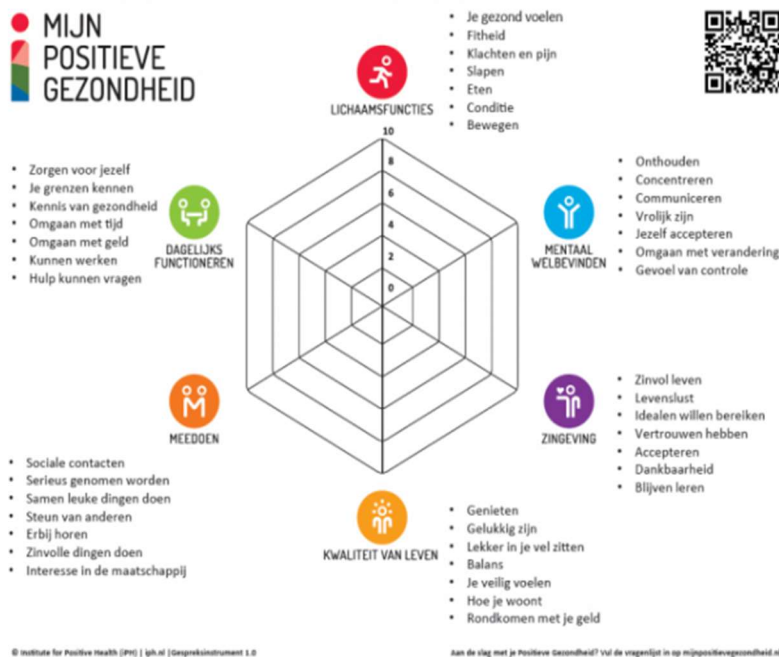 MIJN
POSITIEVE
GEZONDHEID
LICHAAMSFUNCTIES
• Je gezond voelen
• Fitheid
• Klachten en pijn
• Slapen
• Eten
• Conditie
• Bewegen
10
8
6
4
2
0
MENTAAL
WELBEVINDEN
• Onthouden
• Concentreren
• Communiceren
• Vrolijk zijn
• Jezelf accepteren
• Omgaan met verandering
• Gevoel van controle
ZINGEVING
• Zinvol leven
• Levenslust
• Idealen willen bereiken
• Vertrouwen hebben
• Accepteren
• Dankbaarheid
• Blijven leren
KWALITEIT VAN LEVEN
• Genieten
• Gelukkig zijn
• Lekker in je vel zitten
• Balans
• Je veilig voelen
• Hoe je woont
• Rondkomen met je geld
MEEDOEN
• Sociale contacten
• Serieus genomen worden
• Samen leuke dingen doen
• Steun van anderen
• Erbij horen
• Zinvolle dingen doen
• Interesse in de maatschappij
DAGELIJKS
FUNCTIONEREN
• Zorgen voor jezelf
• Je grenzen kennen
• Kennis van gezondheid
• Omgaan met tijd
• Omgaan met geld
• Kunnen werken
• Hulp kunnen vragen
© Institute for Positive Health (iPH) | iph.nl |Gespreksinstrument 1.0
Aan de slag met je Positieve Gezondheid? Vul de vragenlijst in op mijnpositievegezondheid.n